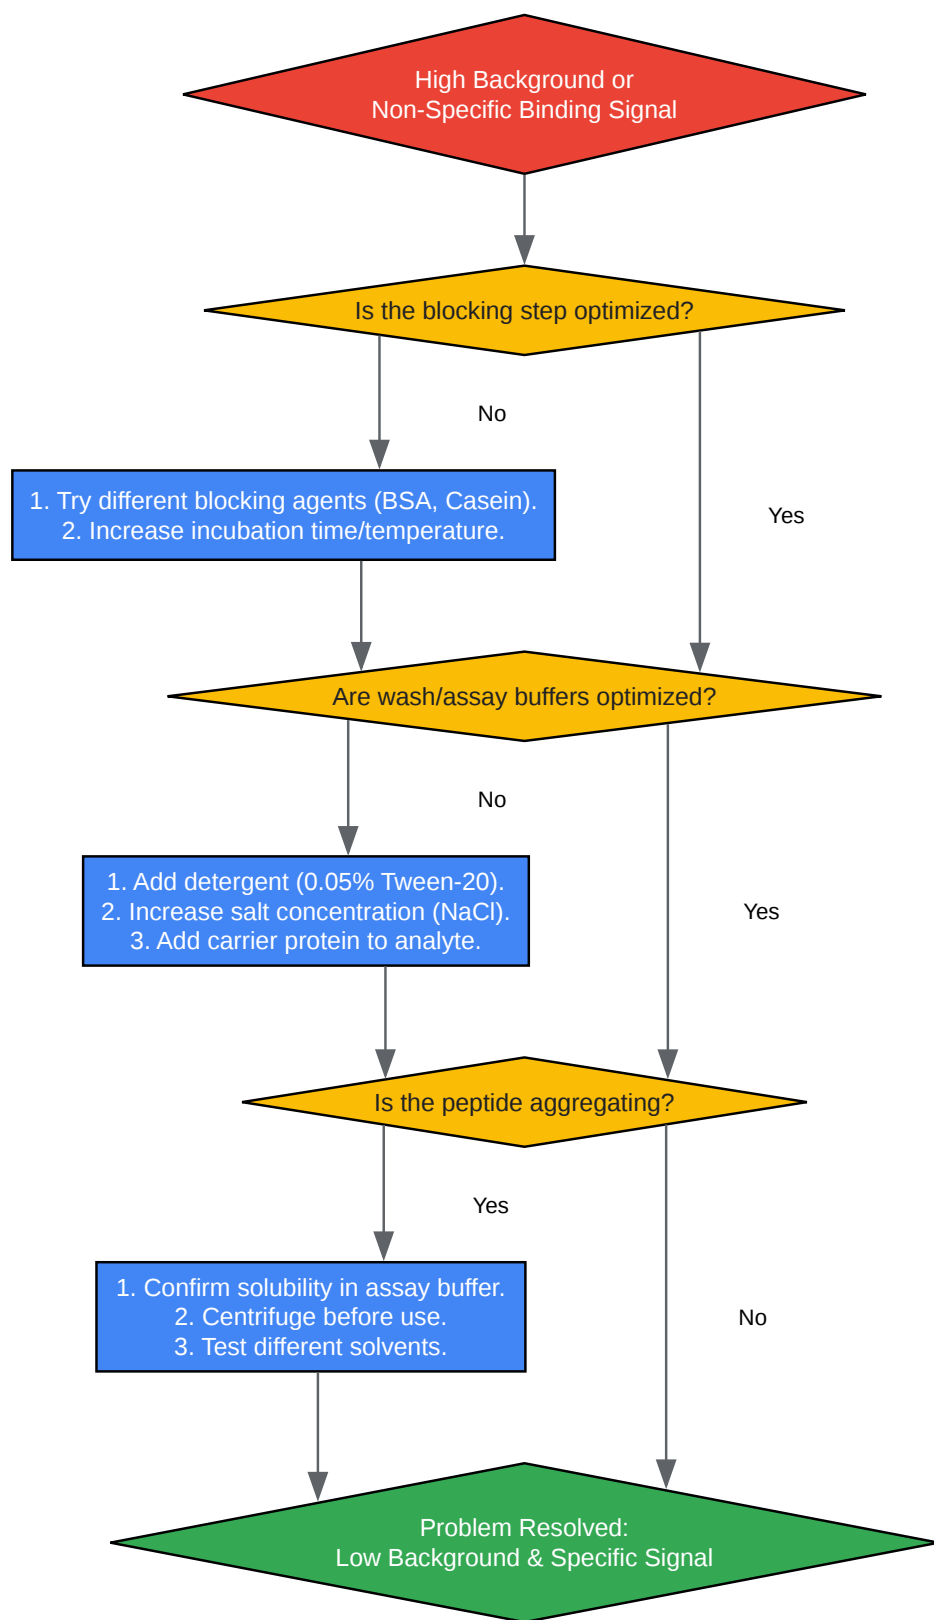 High Background or
Non-Specific Binding Signal
Is the blocking step optimized?
No
1. Try different blocking agents (BSA, Casein).
2. Increase incubation time/temperature.
Yes
Are wash/assay buffers optimized?
No
1. Add detergent (0.05% Tween-20).
2. Increase salt concentration (NaCl).
3. Add carrier protein to analyte.
Yes
Is the peptide aggregating?
Yes
1. Confirm solubility in assay buffer.
2. Centrifuge before use.
3. Test different solvents.
No
Problem Resolved:
Low Background & Specific Signal